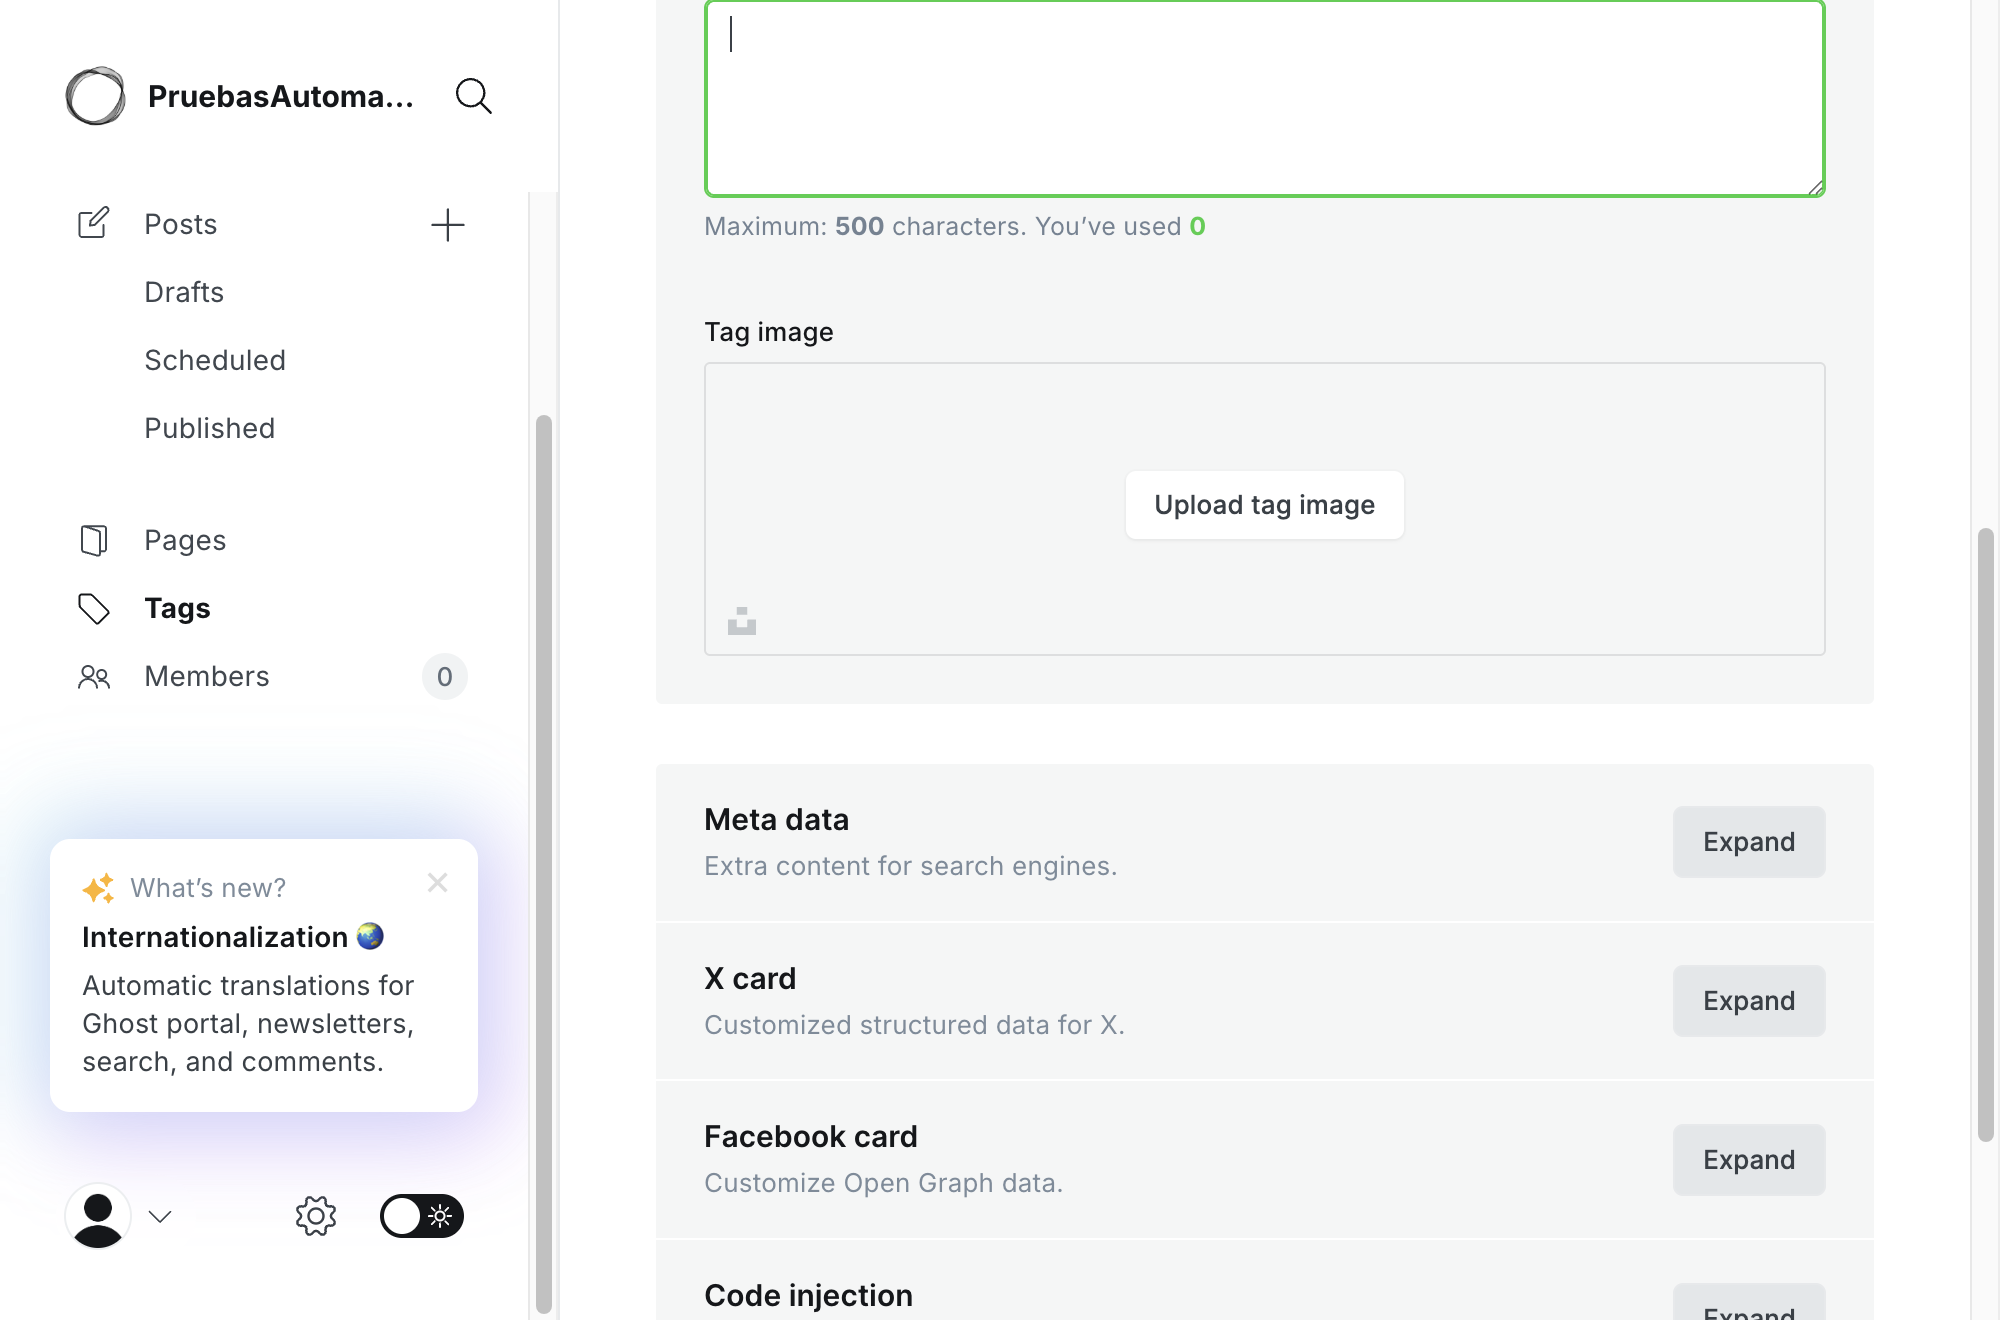 PruebasAutoma...
Posts
Drafts
Scheduled
Published
Pages
Tags
Members
0
What’s new?
Internationalization
Automatic translations for
Ghost portal, newsletters,
search, and comments.
Maximum: 500 characters. You’ve used 0
Tag image
Upload tag image
Meta data
Extra content for search engines.
Expand
X card
Customized structured data for X.
Expand
Facebook card
Customize Open Graph data.
Expand
Code injection
Expand